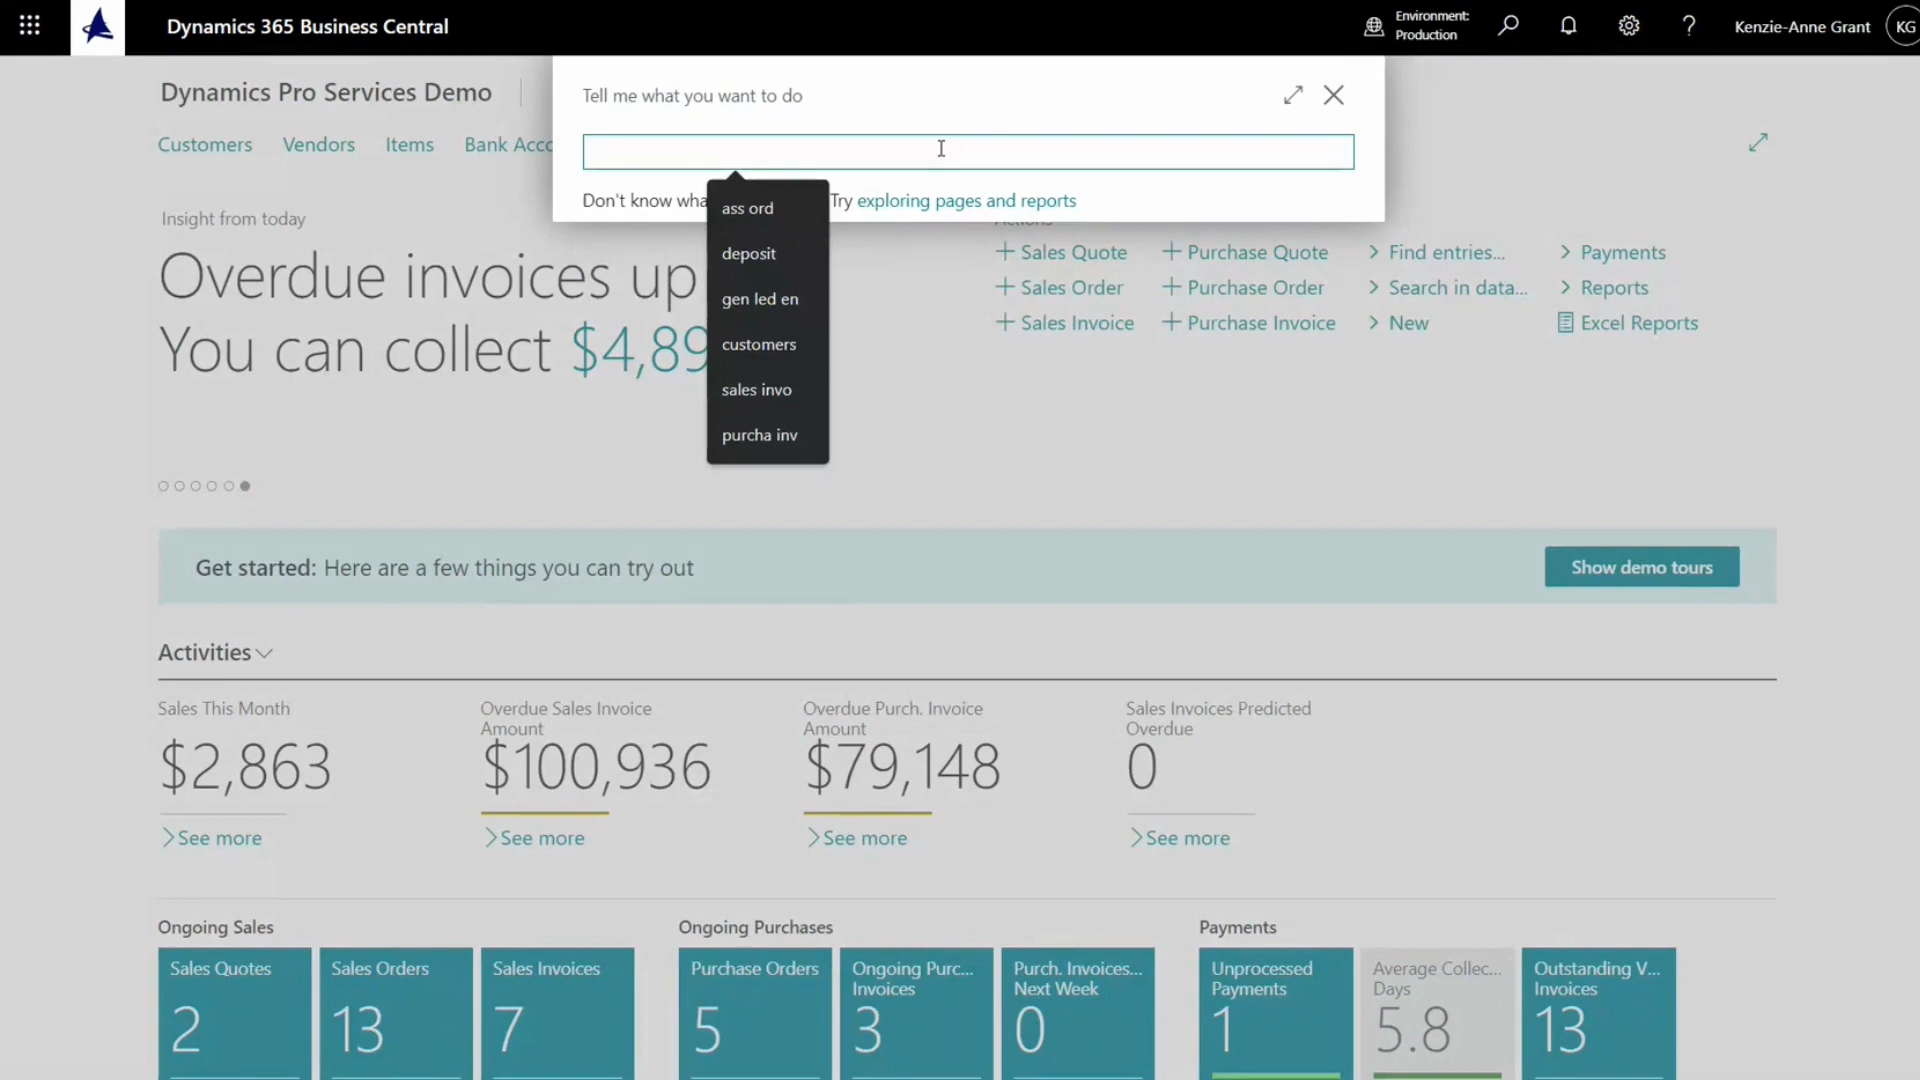 Dynamics 365 Business Central
Environment:
Production
Kenzie-Anne Grant
KG
Dynamics Pro Services Demo
Tell me what you want to do
Customers
Vendors
Items
Bank Acco
Don't know wha
Try exploring pages and reports
ass ord
deposit
gen led en
customers
sales invo
purcha inv
Insight from today
Overdue invoices up
You can collect $4,89
Actions
+ Sales Quote
+ Purchase Quote
> Find entries...
> Payments
+ Sales Order
+ Purchase Order
> Search in data...
> Reports
+ Sales Invoice
+ Purchase Invoice
> New
Excel Reports
Get started: Here are a few things you can try out
Show demo tours
Activities
Sales This Month
$2,863
> See more
Overdue Sales Invoice
Amount
$100,936
> See more
Overdue Purch. Invoice
Amount
$79,148
> See more
Sales Invoices Predicted
Overdue
0
> See more
Ongoing Sales
Sales Quotes
2
Sales Orders
13
Sales Invoices
7
Ongoing Purchases
Purchase Orders
5
Ongoing Purc...
Invoices
3
Purch. Invoices...
Next Week
0
Payments
Unprocessed
Payments
1
Average Collec...
Days
5.8
Outstanding V...
Invoices
13